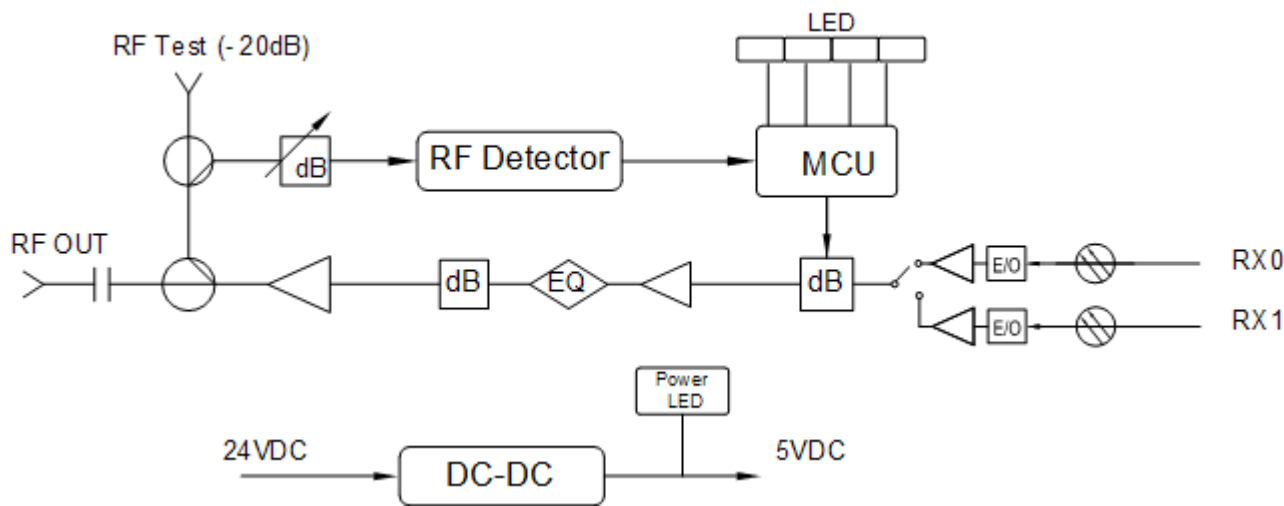 LED
RF Test (- 20dB)
dB
RF Detector
MCU
RF OUT
dB
EQ
dB
E/O
RX0
E/O
RX1
Power
LED
24VDC
DC-DC
5VDC